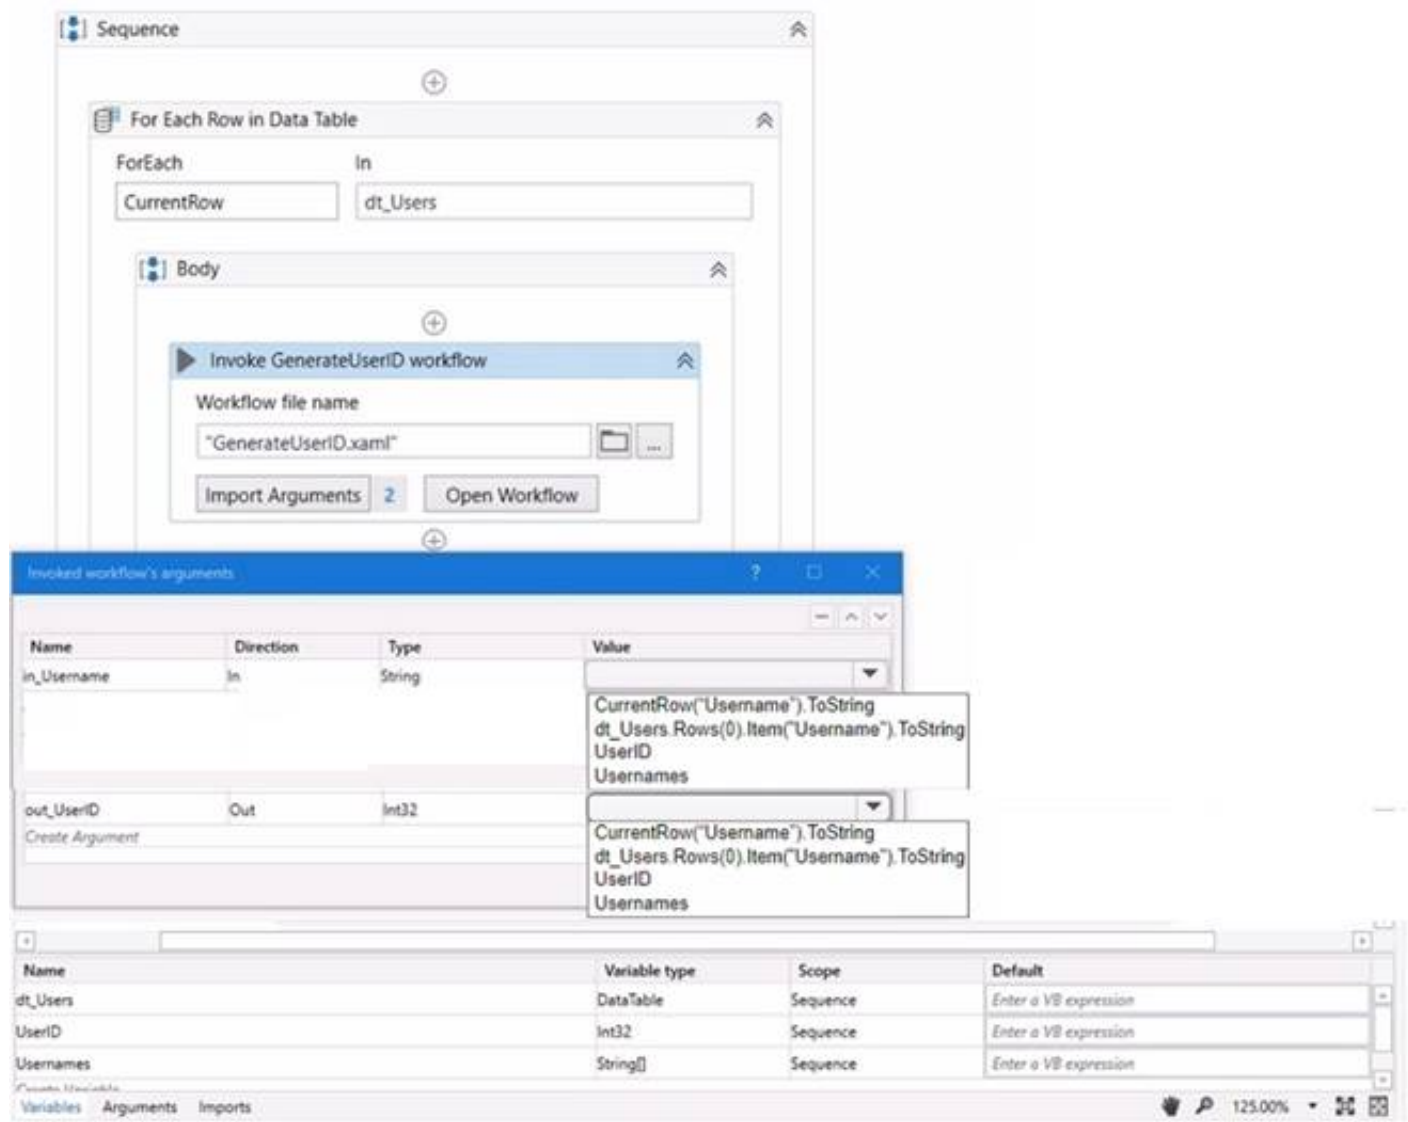 Sequence
For Each Row in Data Table
ForEach In
CurrentRow dt_Users
Body
Invoke GenerateUserID workflow
Workflow file name
"GenerateUserID.xaml"
...
Import Arguments 2 Open Workflow
Invoked workflow's arguments ?
Name Direction Type Value
in_Username In String
CurrentRow("Username").ToString
dt_Users.Rows(0).Item("Username").ToString
UserID
Usernames
out_UserID Out Int32
Create Argument
CurrentRow("Username").ToString
dt_Users.Rows(0).Item("Username").ToString
UserID
Usernames
Name Variable type Scope Default
dt_Users DataTable Sequence Enter a VB expression
UserID Int32 Sequence Enter a VB expression
Usernames String[] Sequence Enter a VB expression
Create Variable
Variables Arguments Imports 125.00%